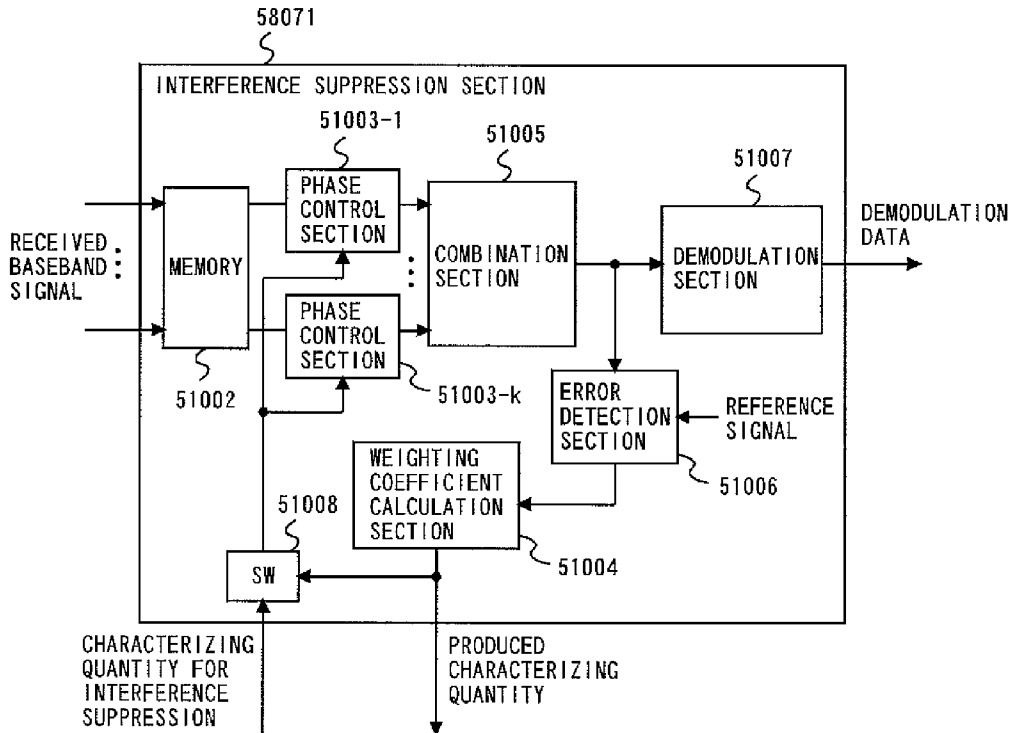 58071
INTERFERENCE SUPPRESSION SECTION
51003-1
51005
51007
PHASE
CONTROL
SECTION
DEMODULATION
DATA
RECEIVED
BASEBAND
SIGNAL
MEMORY
COMBINATION
SECTION
DEMODULATION
SECTION
PHASE
CONTROL
SECTION
51002
51003-k
ERROR
DETECTION
SECTION
REFERENCE
SIGNAL
WEIGHTING
COEFFICIENT
CALCULATION
SECTION
51006
51008
51004
SW
CHARACTERIZING
QUANTITY FOR
INTERFERENCE
SUPPRESSION
PRODUCED
CHARACTERIZING
QUANTITY